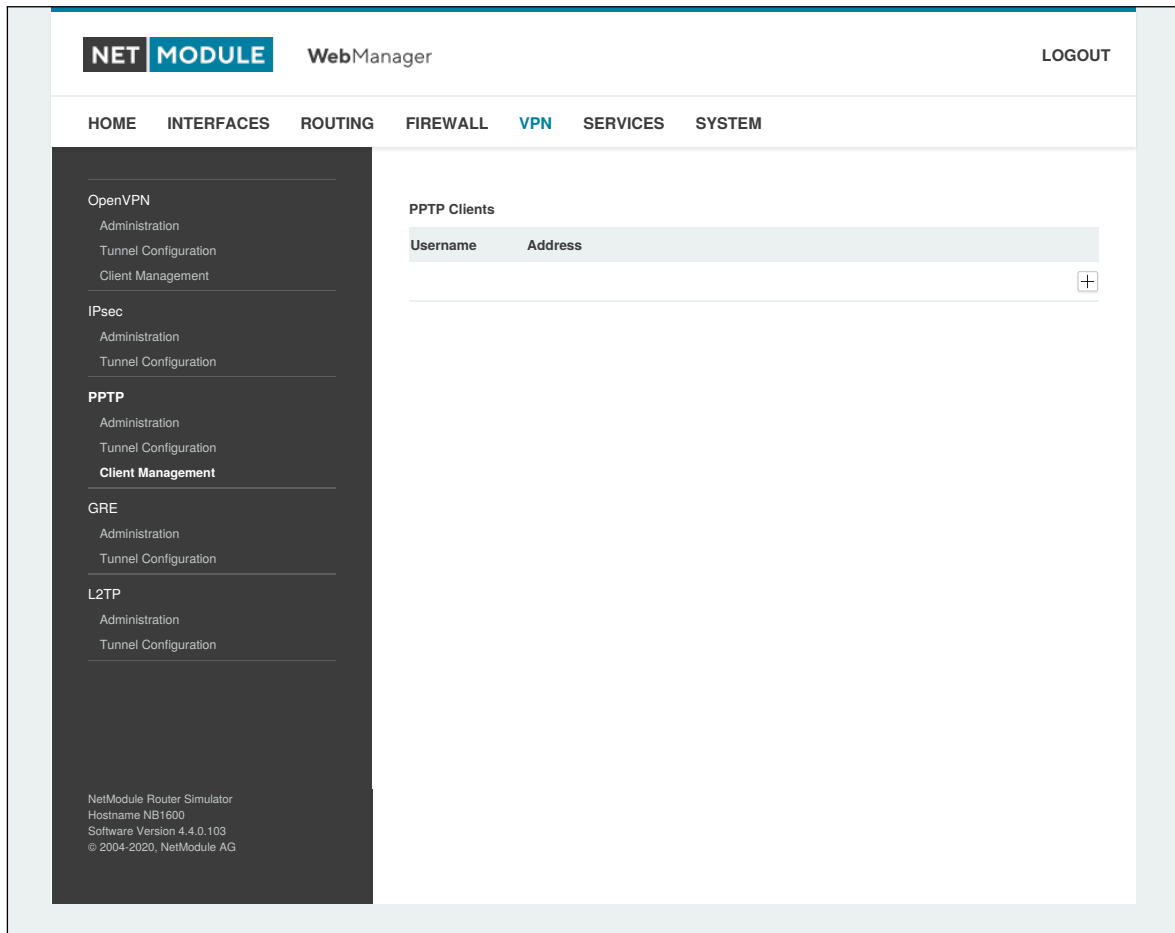 NET MODULE WebManager LOGOUT
HOME INTERFACES ROUTING FIREWALL VPN SERVICES SYSTEM
OpenVPN
Administration
Tunnel Configuration
Client Management
IPsec
Administration
Tunnel Configuration
PPTP
Administration
Tunnel Configuration
Client Management
GRE
Administration
Tunnel Configuration
L2TP
Administration
Tunnel Configuration
NetModule Router Simulator
Hostname NB1600
Software Version 4.4.0.103
© 2004-2020, NetModule AG
PPTP Clients
Username Address